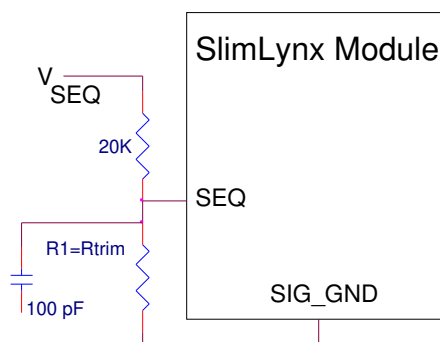 SlimLynx Module
V
SEQ
20K
SEQ
R1=Rtrim
SIG_GND
100 pF